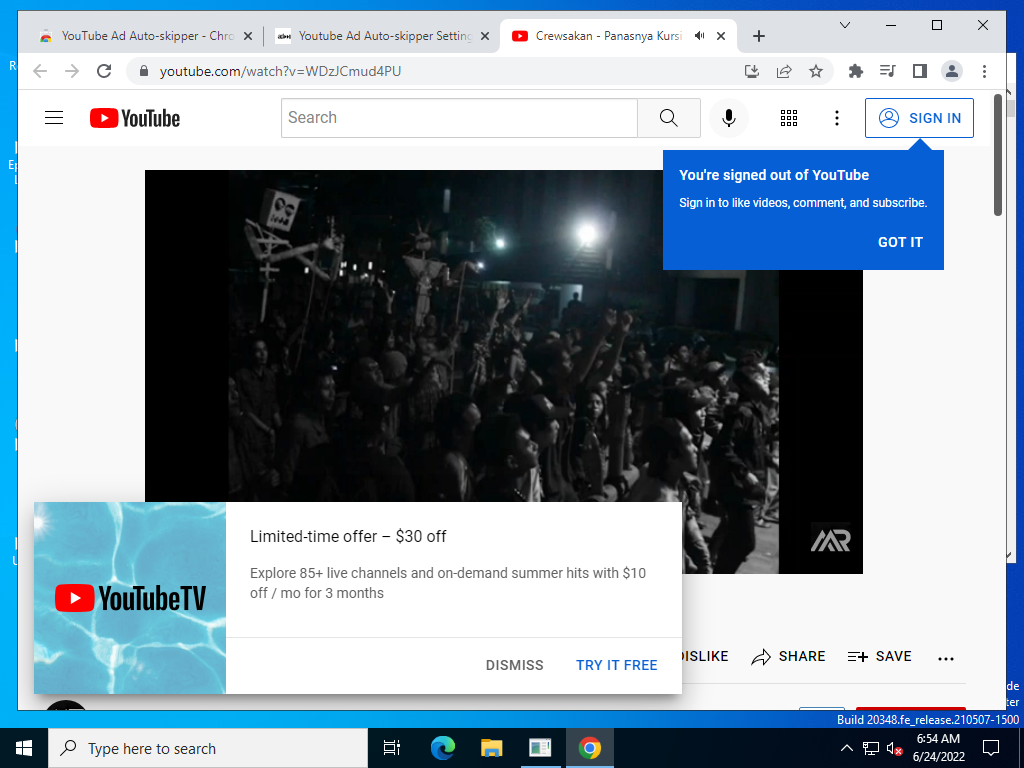 YouTube Ad Auto-skipper - Chro
Youtube Ad Auto-skipper Setting
Crewsakan - Panasnya Kursi
youtube.com/watch?v=WDzJCmud4PU
YouTube
Search
SIGN IN
You're signed out of YouTube
Sign in to like videos, comment, and subscribe.
GOT IT
MR
Limited-time offer – $30 off
Explore 85+ live channels and on-demand summer hits with $10
off / mo for 3 months
YouTubeTV
DISMISS
TRY IT FREE
DISLIKE
SHARE
SAVE
Build 20348.fe_release.210507-1500
Type here to search
6:54 AM
6/24/2022